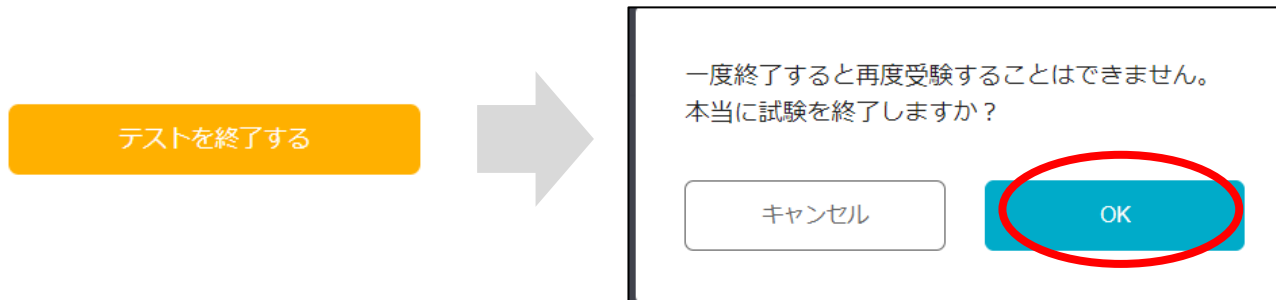 テストを終了する
一度終了すると再度受験することはできません。
本当に試験を終了しますか？
キャンセル
OK